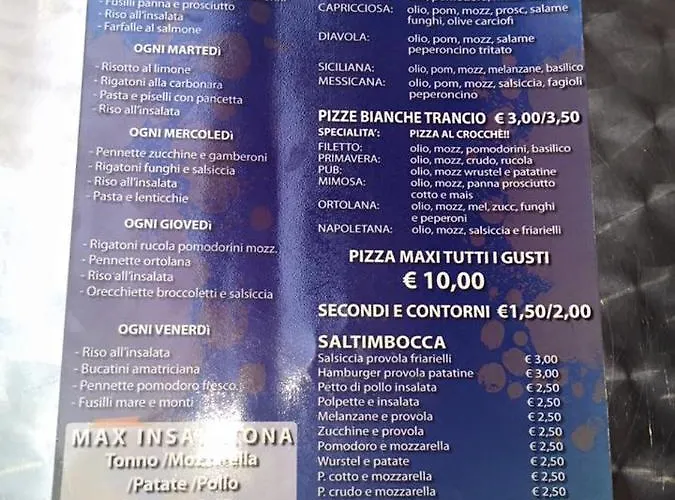 - Fusilli panna e prosciutto
- Riso all'insalata
- Farfalle al salmone
OGNI MARTEDì
- Risotto al limone
- Rigatoni alla carbonara
- Pasta e piselli con pancetta
- Riso all'insalata
OGNI MERCOLEDì
- Pennette zucchine e gamberoni
- Rigatoni funghi e salsiccia
- Riso all'insalata
- Pasta e lenticchie
OGNI GIOVEDì
- Rigatoni rucola pomodorini mozz.
- Pennette ortolana
- Riso all'insalata
- Orecchiette broccoletti e salsiccia
OGNI VENERDì
- Riso all'insalata
- Bucatini amatriciana
- Pennette pomodoro fresco.
- Fusilli mare e monti
MAX
Tonno /Mozzarella
/Patate /Pollo
CAPRICCIOSA: olio, pom, mozz, prosc, salame
funghi, olive carciofi
DIAVOLA: olio, pom, mozz, salame
peperoncino tritato
SICILIANA: olio, pom, mozz, melanzane, basilico
MESSICANA: olio, pom, mozz, salsiccia, fagioli
peperoncino
PIZZE BIANCHE TRANCIO € 3,00/3,50
SPECIALITA': PIZZA AL CROCCHÈ!!
FILETTO: olio, mozz, pomodorini, basilico
PRIMAVERA: olio, mozz, crudo, rucola
PUB: olio, mozz wrustel e patatine
MIMOSA: olio, mozz, panna prosciutto
cotto e mais
ORTOLANA: olio, mozz, mel, zucc, funghi
e peperoni
NAPOLETANA: olio, mozz, salsiccia e friarielli
PIZZA MAXI TUTTI I GUSTI
€ 10,00
SECONDI E CONTORNI €1,50/2,00
SALTIMBOCCA
Salsiccia provola friarielli € 3,00
Hamburger provola patatine € 3,00
Petto di pollo insalata € 2,50
Polpette e insalata € 2,50
Melanzane e provola € 2,50
Zucchine e provola € 2,50
Pomodoro e mozzarella € 2,50
Wurstel e patate € 2,50
P. cotto e mozzarella € 2,50
P. crudo e mozzarella € 2,50